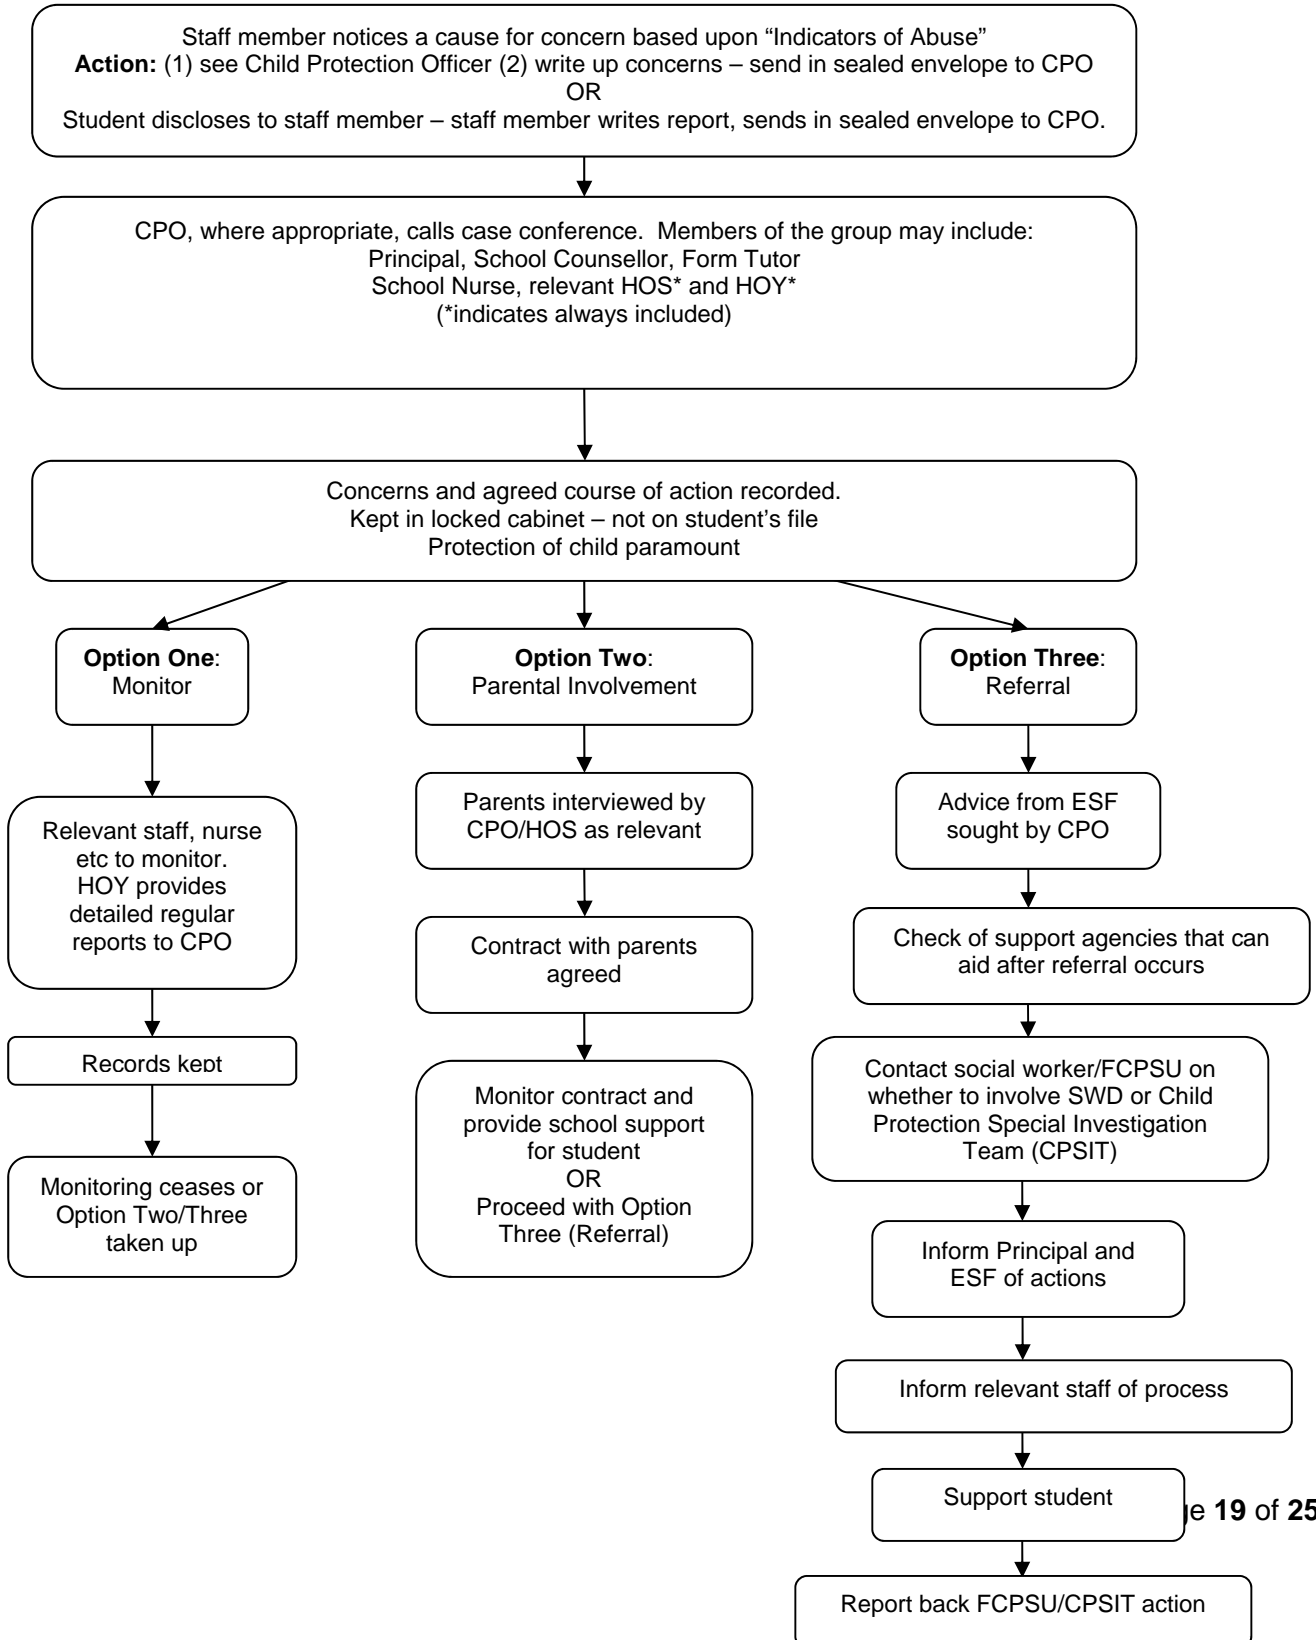 Staff member notices a cause for concern based upon “Indicators of Abuse”
Action: (1) see Child Protection Officer (2) write up concerns – send in sealed envelope to CPO
OR
Student discloses to staff member – staff member writes report, sends in sealed envelope to CPO.
CPO, where appropriate, calls case conference.  Members of the group may include:
Principal, School Counsellor, Form Tutor
School Nurse, relevant HOS* and HOY*
(*indicates always included)
Concerns and agreed course of action recorded.
Kept in locked cabinet – not on student’s file
Protection of child paramount
Option One:
Monitor
Relevant staff, nurse
etc to monitor.
HOY provides
detailed regular
reports to CPO
Records kept
Monitoring ceases or
Option Two/Three
taken up
Option Two:
Parental Involvement
Parents interviewed by
CPO/HOS as relevant
Contract with parents
agreed
Monitor contract and
provide school support
for student
OR
Proceed with Option
Three (Referral)
Option Three:
Referral
Advice from ESF
sought by CPO
Check of support agencies that can
aid after referral occurs
Contact social worker/FCPSU on
whether to involve SWD or Child
Protection Special Investigation
Team (CPSIT)
Inform Principal and
ESF of actions
Inform relevant staff of process
Support student
19 of 25
Report back FCPSU/CPSIT action